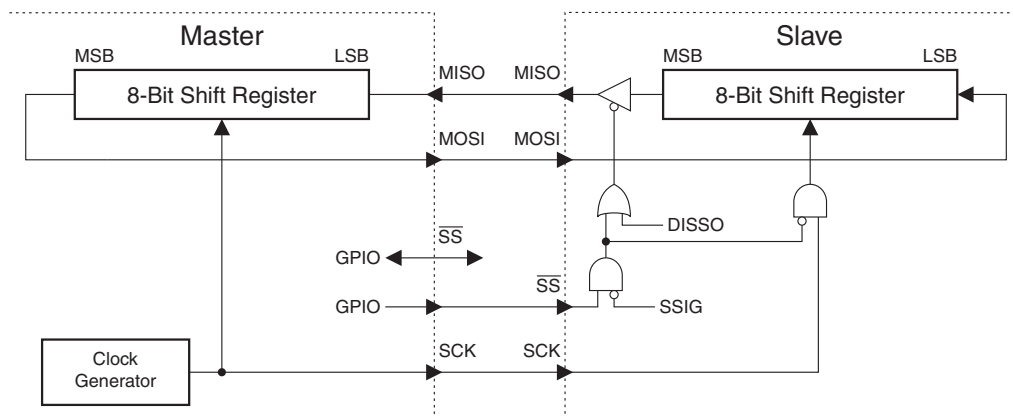 Master
Slave
MSB
LSB
MISO
MISO
MSB
LSB
8-Bit Shift Register
8-Bit Shift Register
MOSI
MOSI
DISSO
SS
GPIO
SS
GPIO
SSIG
SCK
SCK
Clock
Generator